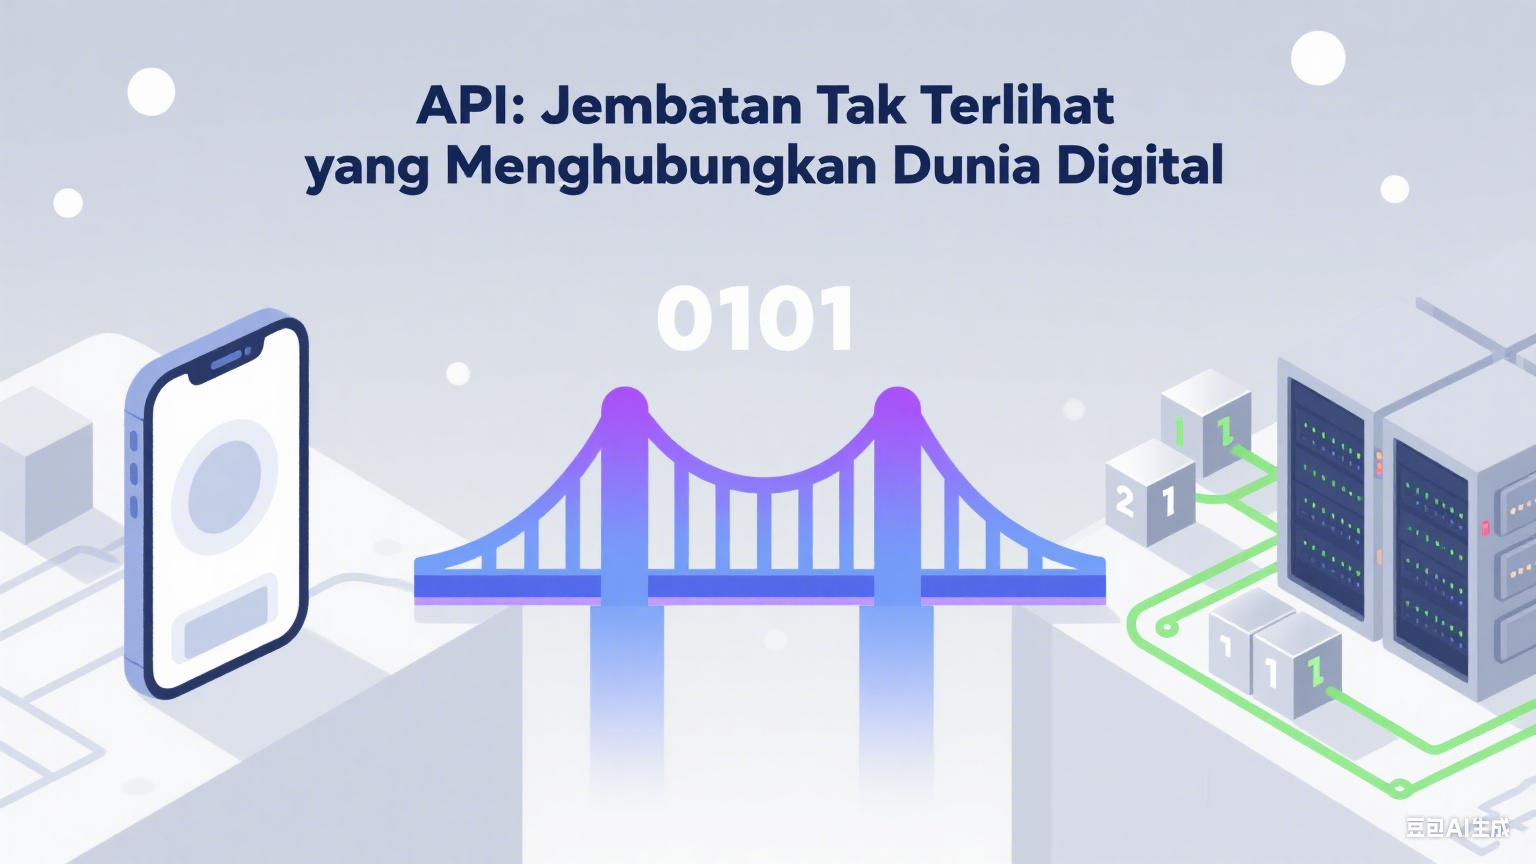 API: Jembatan Tak Terlihat
yang Menghubungkan Dunia Digital
0101
1 1
2 1
1
1 1
豆包AI生成